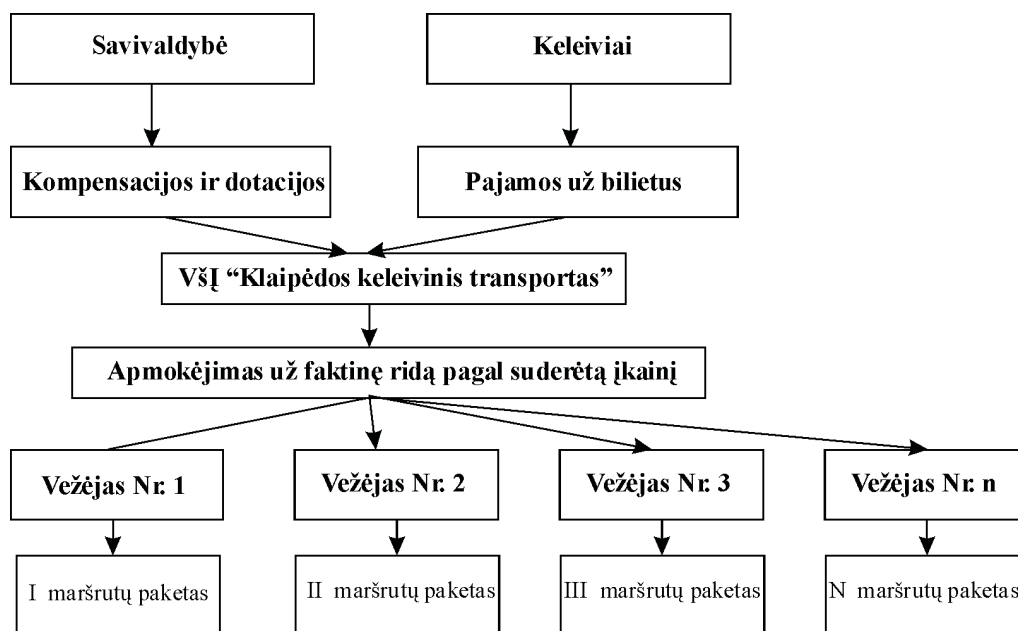 Savivaldybė
Keleiviai
Kompensacijos ir dotacijos
Pajamos už bilietus
VšĮ “Klaipėdos keleivinis transportas”
Apmokėjimas už faktinę ridą pagal suderėtą įkainį
Vežėjas Nr. 1
Vežėjas Nr. 2
Vežėjas Nr. 3
Vežėjas Nr. n
I maršrutų paketas
II maršrutų paketas
III maršrutų paketas
N maršrutų paketas